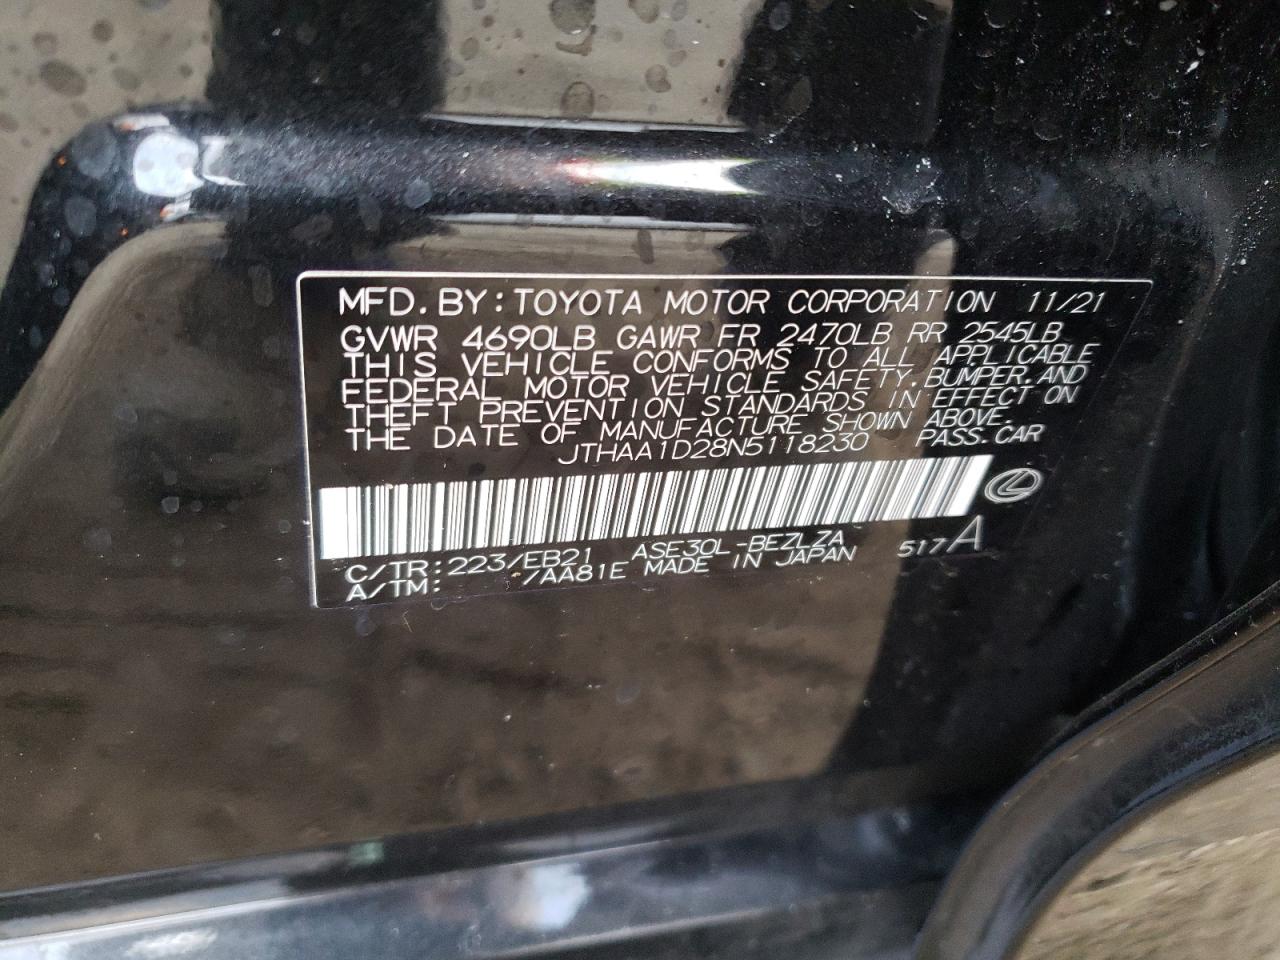 MFD. BY: TOYOTA MOTOR CORPORATION 11/21
GVWR 4690LB GAWR FR 2470LB RR 2545LB
THIS VEHICLE CONFORMS TO ALL APPLICABLE
FEDERAL MOTOR VEHICLE SAFETY, BUMPER, AND
THEFT PREVENTION STANDARDS IN EFFECT ON
THE DATE OF MANUFACTURE SHOWN ABOVE.
JTHAA1D28N5118230 PASS. CAR
C/TR: 223/EB21 ASE30L-BEZLZA 517A
A/TM: /AA81E MADE IN JAPAN